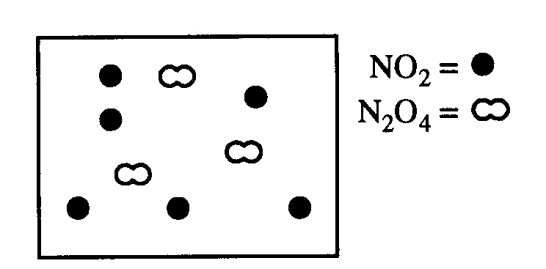 NO₂ = ●
N₂O₄ =